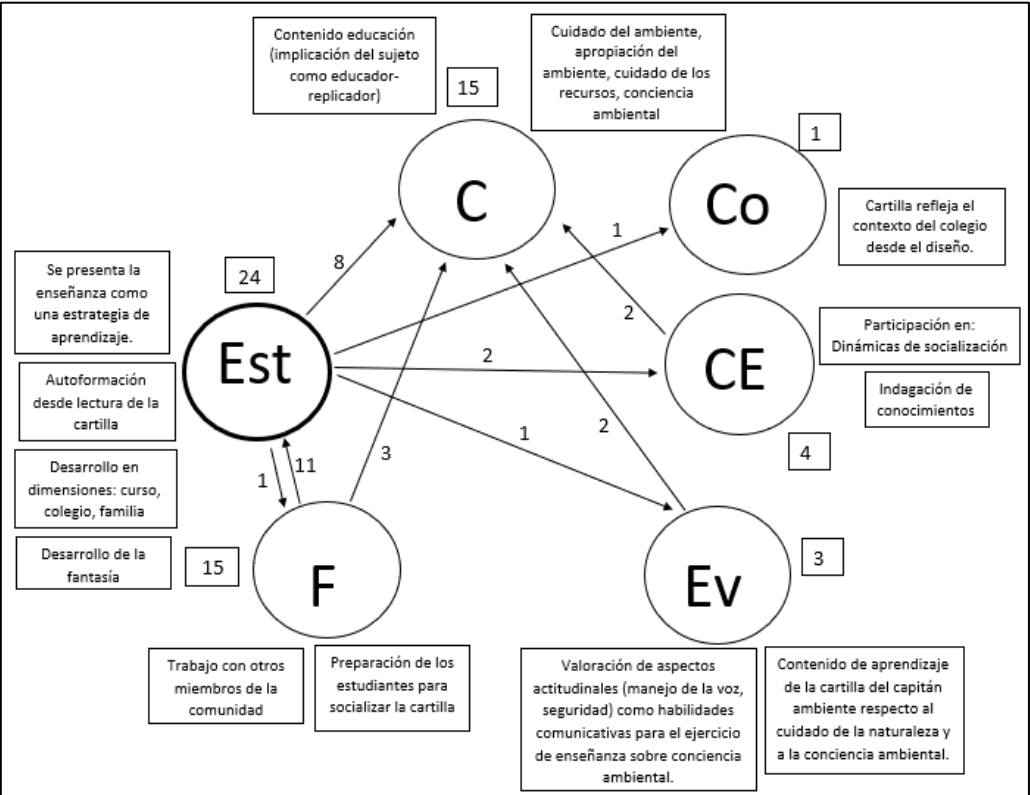 Contenido educación
(implicación del sujeto
como educador-
replicador)
15
Cuidado del ambiente,
apropiación del
ambiente, cuidado de los
recursos, conciencia
ambiental
C
1
Co
Cartilla refleja el
contexto del colegio
desde el diseño.
Se presenta la
enseñanza como
una estrategia de
aprendizaje.
24
8
1
Est
2
2
CE
Participación en:
Dinámicas de socialización
Indagación de
conocimientos
4
Autoformación
desde lectura de la
cartilla
Desarrollo en
dimensiones: curso,
colegio, familia
Desarrollo de la
fantasía
1
11
3
1
2
15
F
Ev
3
Trabajo con otros
miembros de la
comunidad
Preparación de los
estudiantes para
socializar la cartilla
Valoración de aspectos
actitudinales (manejo de la voz,
seguridad) como habilidades
comunicativas para el ejercicio
de enseñanza sobre conciencia
ambiental.
Contenido de aprendizaje
de la cartilla del capitán
ambiente respecto al
cuidado de la naturaleza y
a la conciencia ambiental.